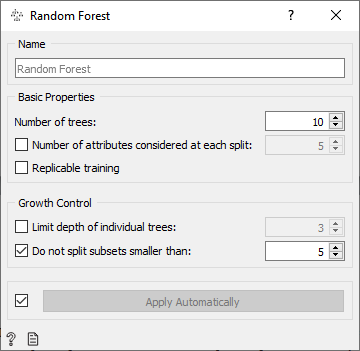 Random Forest
Name
Random Forest
Basic Properties
Number of trees: 10
Number of attributes considered at each split: 5
Replicable training
Growth Control
Limit depth of individual trees: 3
Do not split subsets smaller than: 5
Apply Automatically